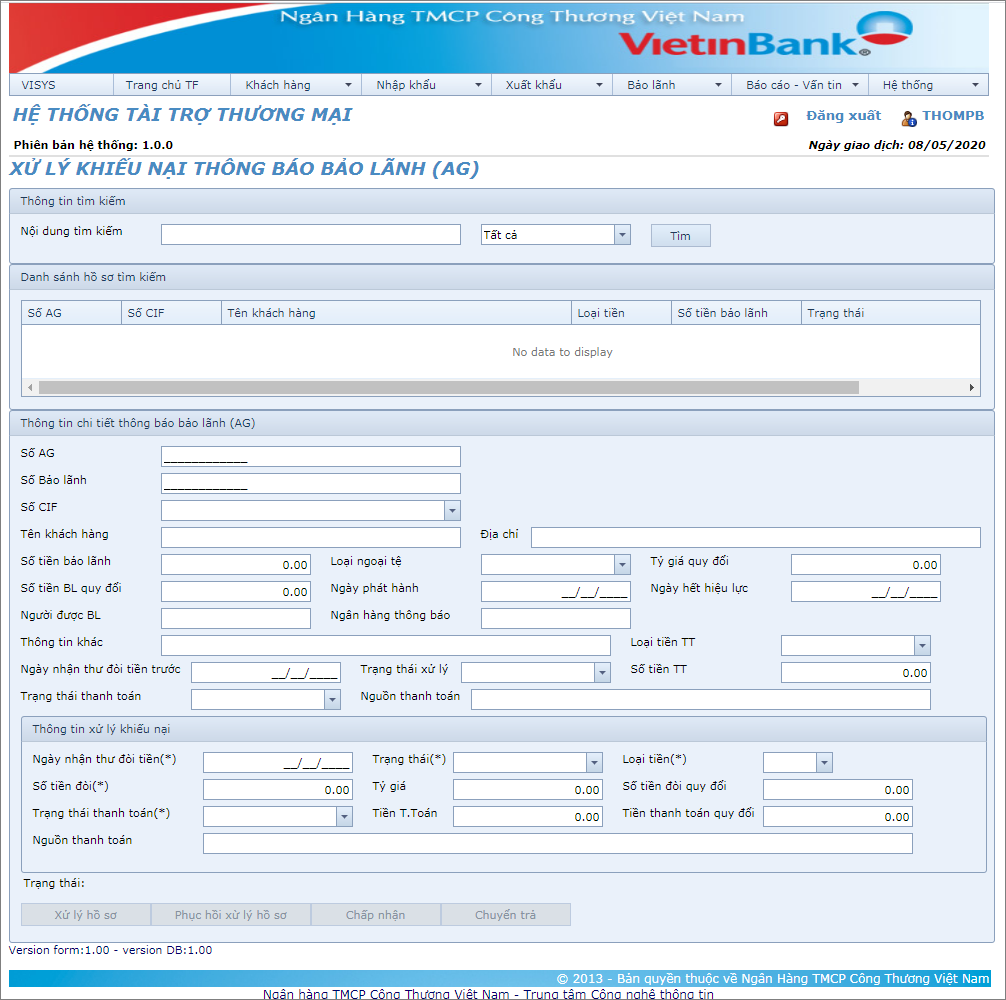 Ngân Hàng TMCP Công Thương Việt Nam
VietinBank®
VISYS Trang chủ TF Khách hàng Nhập khẩu Xuất khẩu Bảo lãnh Báo cáo - Vấn tin Hệ thống
HỆ THỐNG TÀI TRỢ THƯƠNG MẠI Đăng xuất THOMPB
Phiên bản hệ thống: 1.0.0 Ngày giao dịch: 08/05/2020
XỬ LÝ KHIẾU NẠI THÔNG BÁO BẢO LÃNH (AG)
Thông tin tìm kiếm
Nội dung tìm kiếm Tất cả Tìm
Danh sánh hồ sơ tìm kiếm
Số AG Số CIF Tên khách hàng Loại tiền Số tiền bảo lãnh Trạng thái
No data to display
Thông tin chi tiết thông báo bảo lãnh (AG)
Số AG ____________
Số Bảo lãnh ____________
Số CIF
Tên khách hàng Địa chỉ
Số tiền bảo lãnh 0.00 Loại ngoại tệ Tỷ giá quy đổi 0.00
Số tiền BL quy đổi 0.00 Ngày phát hành __/__/____ Ngày hết hiệu lực __/__/____
Người được BL Ngân hàng thông báo
Thông tin khác Loại tiền TT
Ngày nhận thư đòi tiền trước __/__/____ Trạng thái xử lý Số tiền TT 0.00
Trạng thái thanh toán Nguồn thanh toán
Thông tin xử lý khiếu nại
Ngày nhận thư đòi tiền(*) __/__/____ Trạng thái(*) Loại tiền(*)
Số tiền đòi(*) 0.00 Tỷ giá 0.00 Số tiền đòi quy đổi 0.00
Trạng thái thanh toán(*) Tiền T.Toán 0.00 Tiền thanh toán quy đổi 0.00
Nguồn thanh toán
Trạng thái:
Xử lý hồ sơ Phục hồi xử lý hồ sơ Chấp nhận Chuyển trả
Version form:1.00 - version DB:1.00
© 2013 - Bản quyền thuộc về Ngân Hàng TMCP Công Thương Việt Nam
Ngân hàng TMCP Công Thương Việt Nam - Trung tâm Công nghệ thông tin